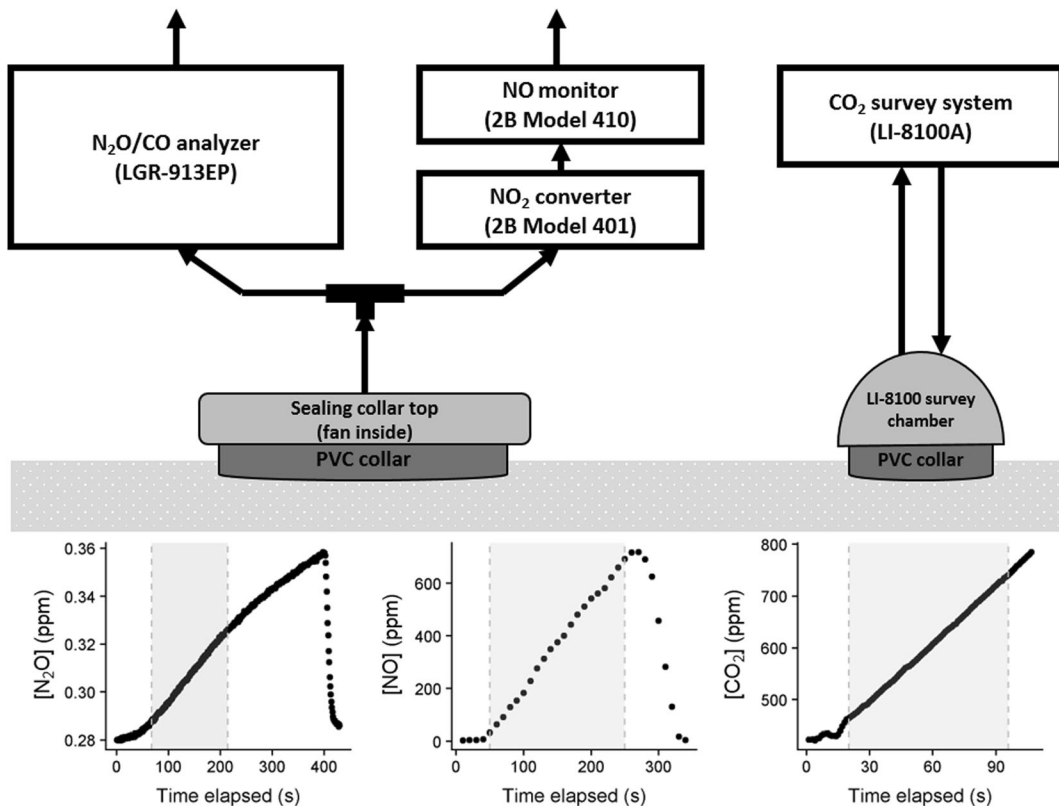 N₂O/CO analyzer
(LGR-913EP)
NO monitor
(2B Model 410)
NO₂ converter
(2B Model 401)
CO₂ survey system
(LI-8100A)
Sealing collar top
(fan inside)
PVC collar
LI-8100 survey
chamber
PVC collar
[N₂O] (ppm)
0.36
0.34
0.32
0.30
0.28
0 100 200 300 400
Time elapsed (s)
[NO] (ppm)
600
400
200
0
0 100 200 300
Time elapsed (s)
[CO₂] (ppm)
800
700
600
500
0 30 60 90
Time elapsed (s)